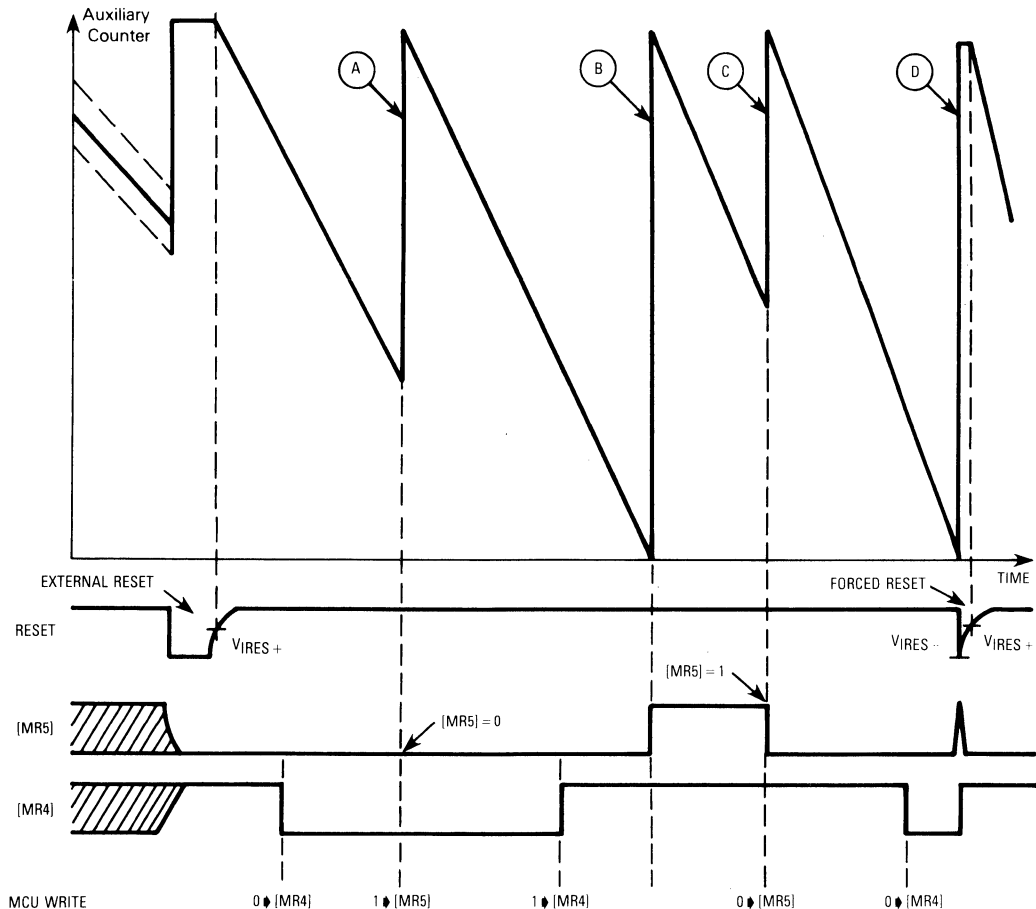 Auxiliary
Counter
A
B
C
D
TIME
EXTERNAL RESET
FORCED RESET
RESET
VIRES +
VIRES -
VIRES +
[MR5] = 1
[MR5]
[MR5] = 0
[MR4]
MCU WRITE
0 ➧ [MR4]
1 ➧ [MR5]
1 ➧ [MR4]
0 ➧ [MR5]
0 ➧ [MR4]